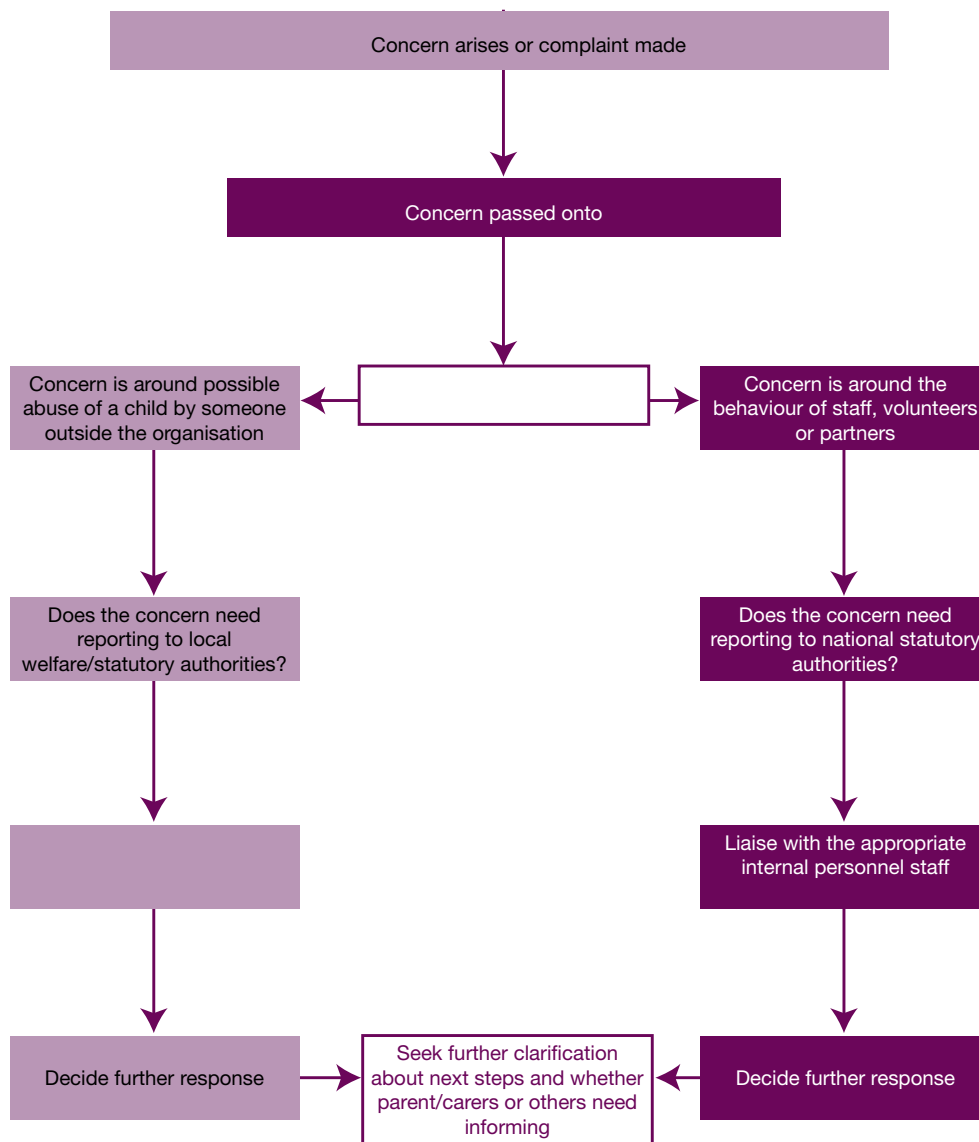 Concern arises or complaint made
Concern passed onto
Concern is around possible
abuse of a child by someone
outside the organisation
Concern is around the
behaviour of staff, volunteers
or partners
Does the concern need
reporting to local
welfare/statutory authorities?
Does the concern need
reporting to national statutory
authorities?
Liaise with the appropriate
internal personnel staff
Decide further response
Seek further clarification
about next steps and whether
parent/carers or others need
informing
Decide further response